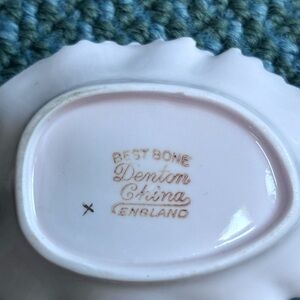 BEST BONE
Denton
China
ENGLAND
x